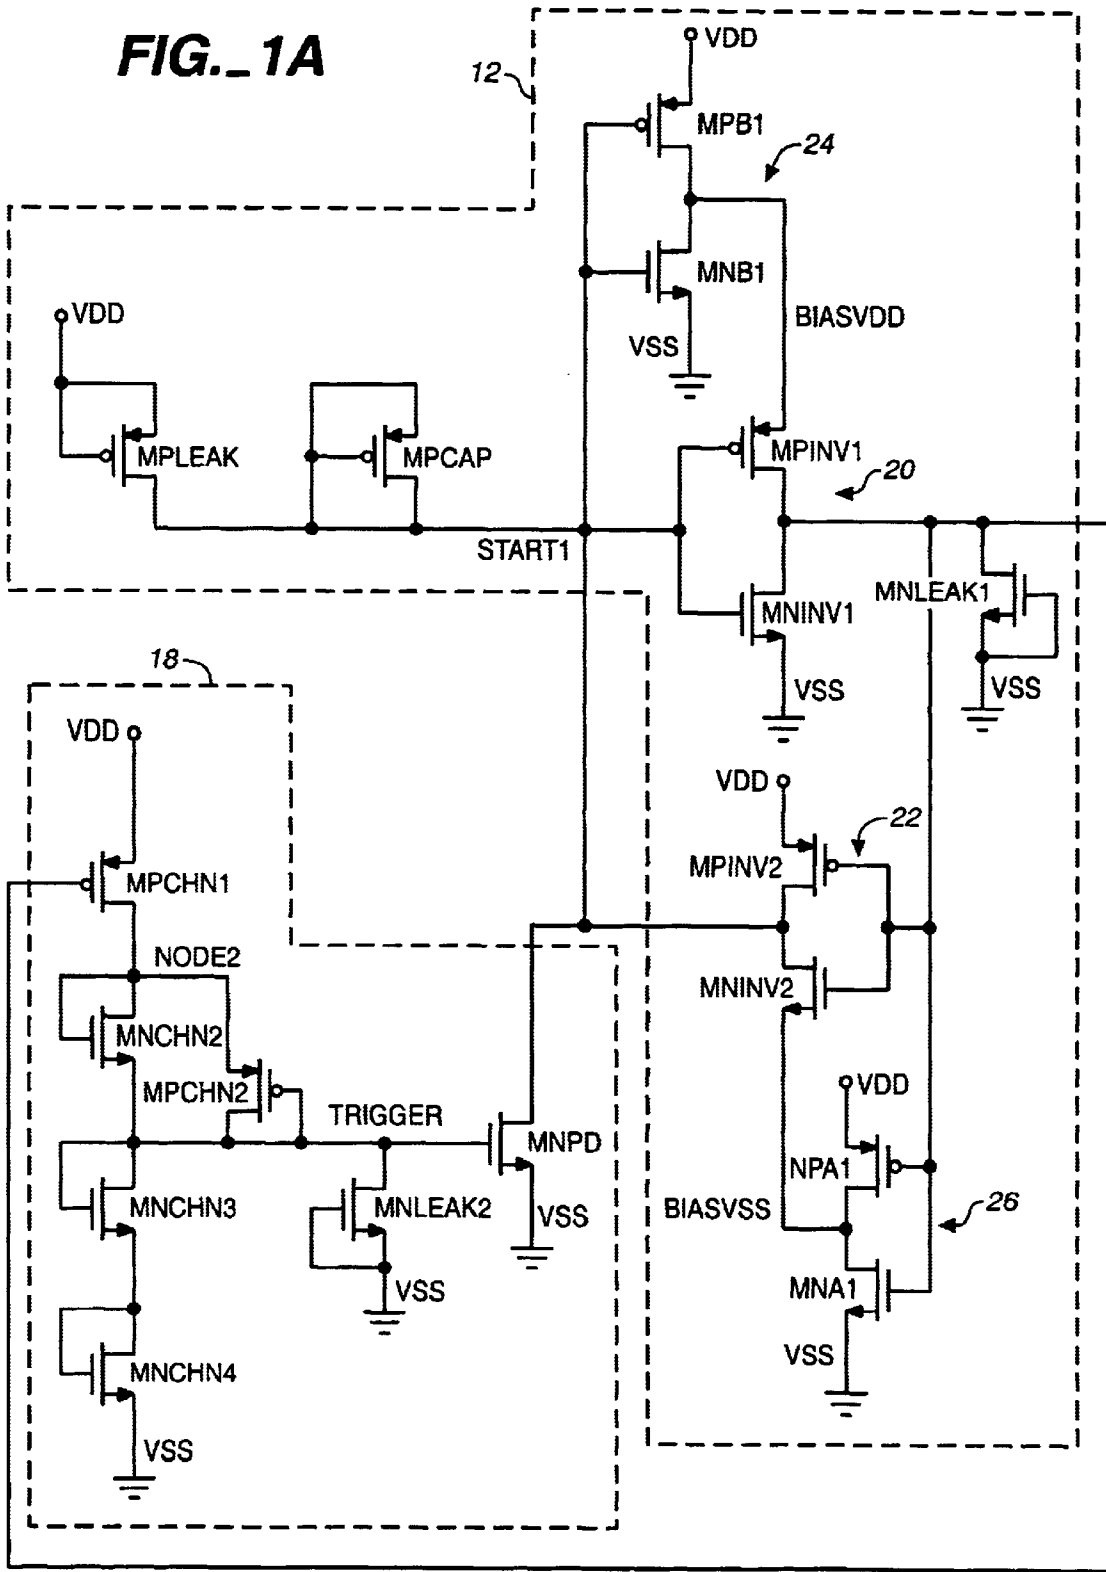 FIG._1A
12
VDD
MPB1
24
MNB1
VDD
BIASVDD
VSS
MPLEAK
MPCAP
MPINV1
20
START1
MNLEAK1
MNINV1
18
VSS
VSS
VDD
VDD
22
MPINV2
MPCHN1
NODE2
MNINV2
MNCHN2
MPCHN2
VDD
TRIGGER
MNPD
NPA1
MNCHN3
MNLEAK2
BIASVSS
26
VSS
VSS
MNA1
MNCHN4
VSS
VSS